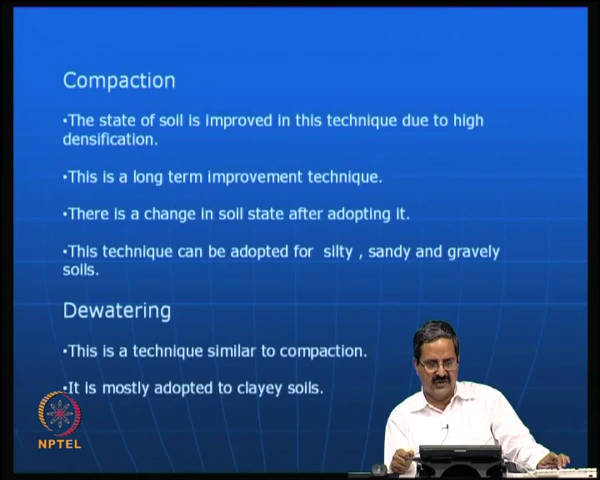 Compaction
•The state of soil is improved in this technique due to high
densification.
•This is a long term improvement technique.
•There is a change in soil state after adopting it.
•This technique can be adopted for silty , sandy and gravely
soils.
Dewatering
•This is a technique similar to compaction.
•It is mostly adopted to clayey soils.
NPTEL